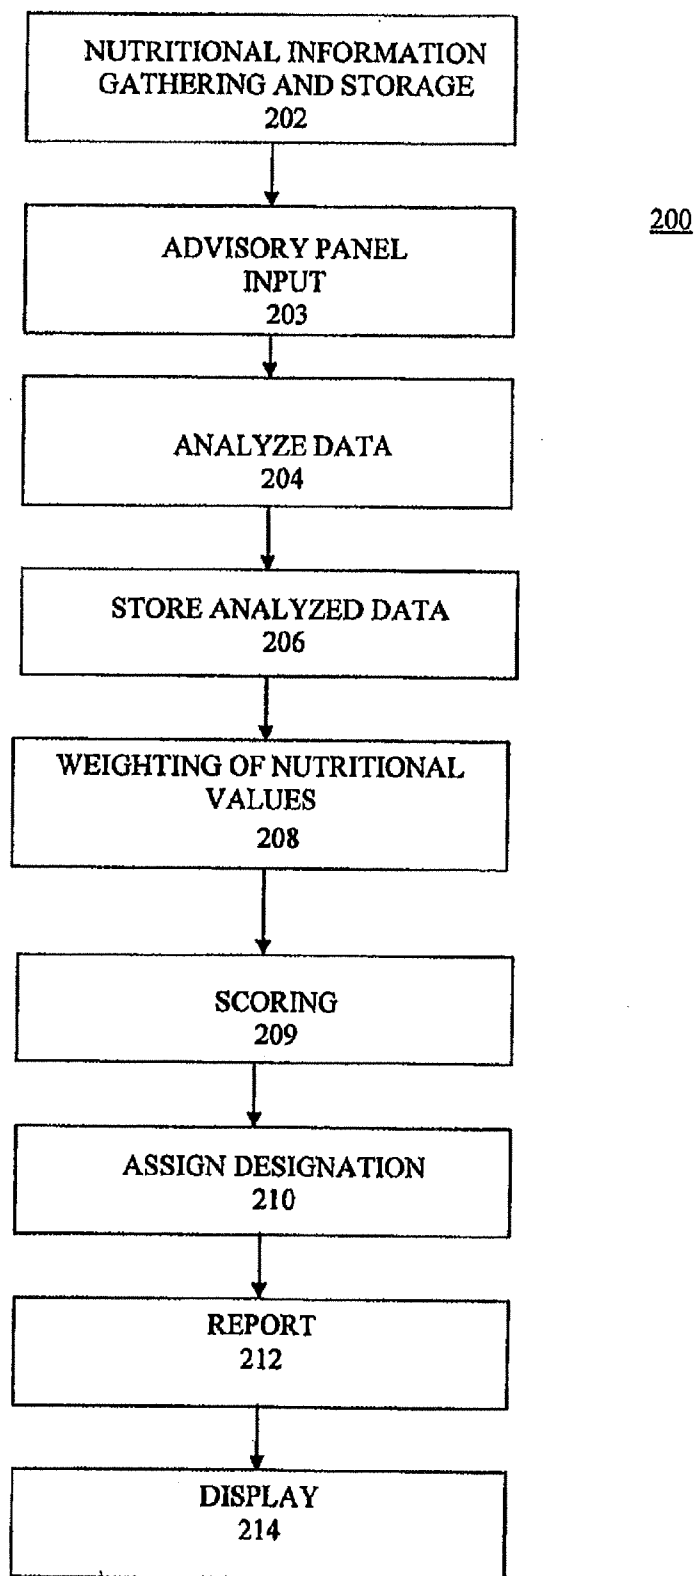 NUTRITIONAL INFORMATION
GATHERING AND STORAGE
202
200
ADVISORY PANEL
INPUT
203
ANALYZE DATA
204
STORE ANALYZED DATA
206
WEIGHTING OF NUTRITIONAL
VALUES
208
SCORING
209
ASSIGN DESIGNATION
210
REPORT
212
DISPLAY
214